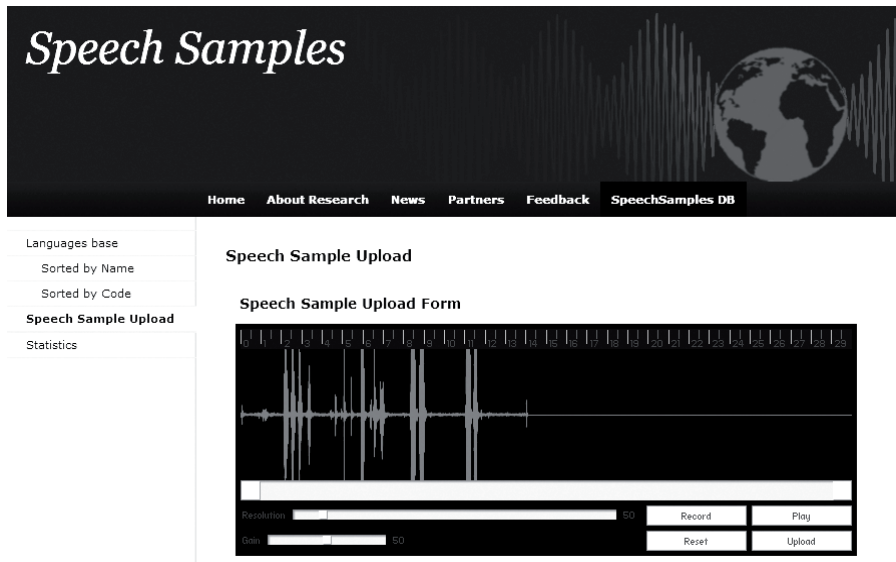 Speech Samples
Home About Research News Partners Feedback SpeechSamples DB
Languages base
Sorted by Name
Sorted by Code
Speech Sample Upload
Statistics
Speech Sample Upload
Speech Sample Upload Form
0 1 2 3 4 5 6 7 8 9 10 11 12 13 14 15 16 17 18 19 20 21 22 23 24 25 26 27 28 29
Resolution 50 Record Play
Gain 50 Reset Upload